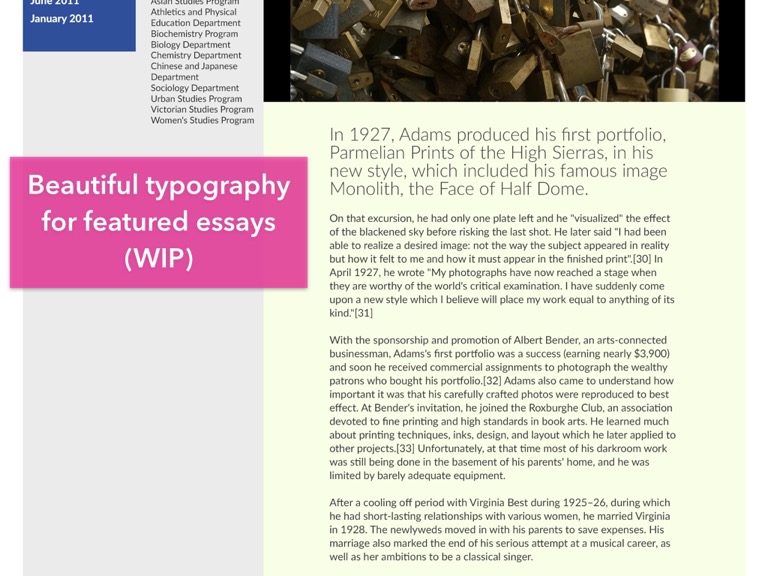 June 2011
January 2011
Asian Studies Program
Athletics and Physical
Education Department
Biochemistry Program
Biology Department
Chemistry Department
Chinese and Japanese
Department
Sociology Department
Urban Studies Program
Victorian Studies Program
Women's Studies Program
Beautiful typography
for featured essays
(WIP)
In 1927, Adams produced his first portfolio,
Parmelian Prints of the High Sierras, in his
new style, which included his famous image
Monolith, the Face of Half Dome.
On that excursion, he had only one plate left and he "visualized" the effect
of the blackened sky before risking the last shot. He later said "I had been
able to realize a desired image: not the way the subject appeared in reality
but how it felt to me and how it must appear in the finished print".[30] In
April 1927, he wrote "My photographs have now reached a stage when
they are worthy of the world's critical examination. I have suddenly come
upon a new style which I believe will place my work equal to anything of its
kind."[31]
With the sponsorship and promotion of Albert Bender, an arts-connected
businessman, Adams's first portfolio was a success (earning nearly $3,900)
and soon he received commercial assignments to photograph the wealthy
patrons who bought his portfolio.[32] Adams also came to understand how
important it was that his carefully crafted photos were reproduced to best
effect. At Bender's invitation, he joined the Roxburghe Club, an association
devoted to fine printing and high standards in book arts. He learned much
about printing techniques, inks, design, and layout which he later applied to
other projects.[33] Unfortunately, at that time most of his darkroom work
was still being done in the basement of his parents' home, and he was
limited by barely adequate equipment.
After a cooling off period with Virginia Best during 1925–26, during which
he had short-lasting relationships with various women, he married Virginia
in 1928. The newlyweds moved in with his parents to save expenses. His
marriage also marked the end of his serious attempt at a musical career, as
well as her ambitions to be a classical singer.